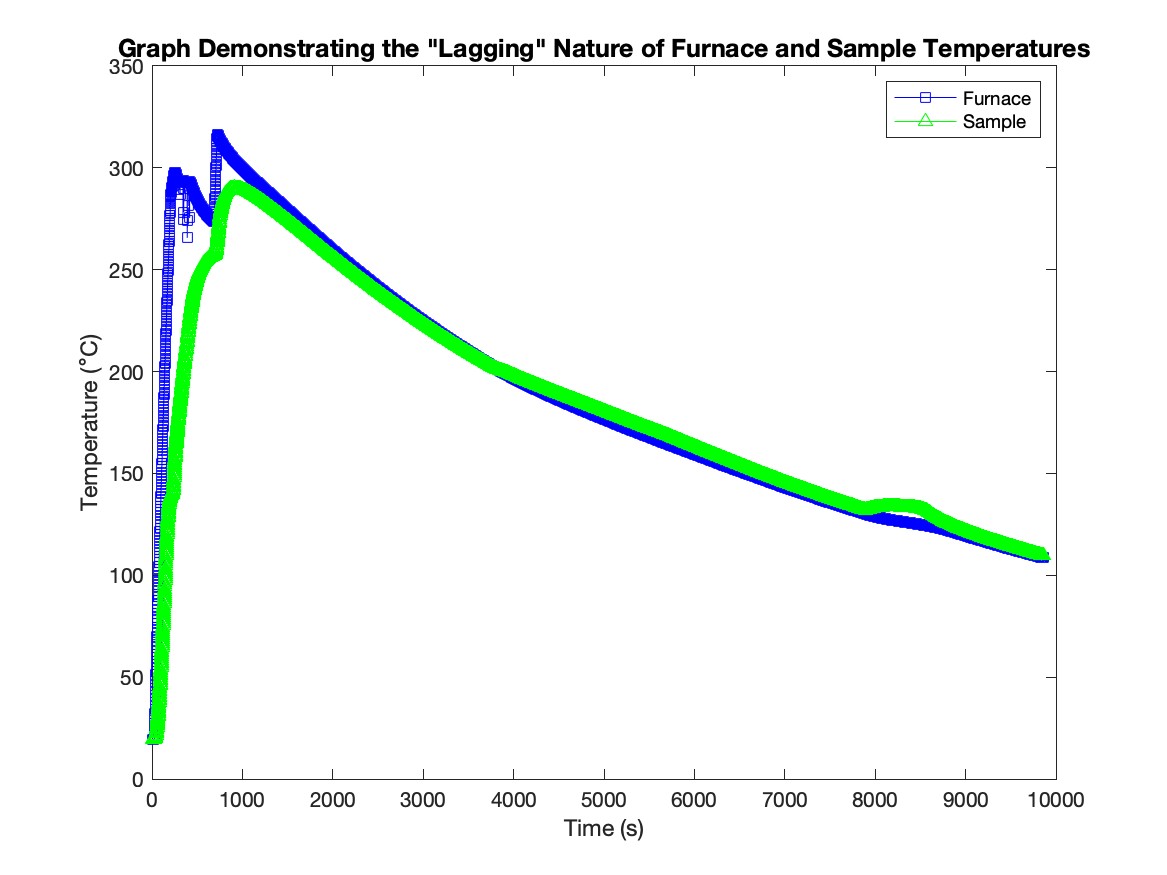 Graph Demonstrating the "Lagging" Nature of Furnace and Sample Temperatures
350
300
250
200
150
100
50
0
Temperature (°C)
Furnace
Sample
0 1000 2000 3000 4000 5000 6000 7000 8000 9000 10000
Time (s)